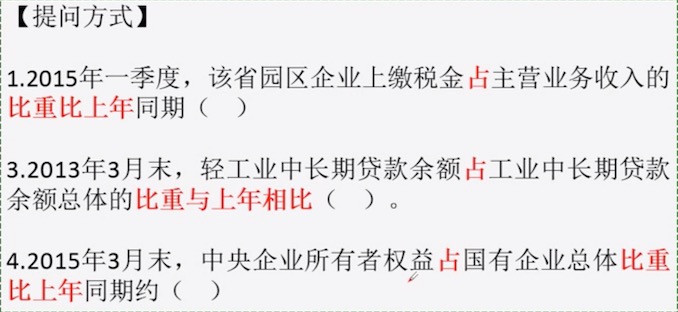 【提问方式】
1.2015年一季度，该省园区企业上缴税金占主营业务收入的
比重比上年同期（ ）
3.2013年3月末，轻工业中长期贷款余额占工业中长期贷款
余额总体的比重与上年相比（ ）。
4.2015年3月末，中央企业所有者权益占国有企业总体比重
比上年同期约（ ）